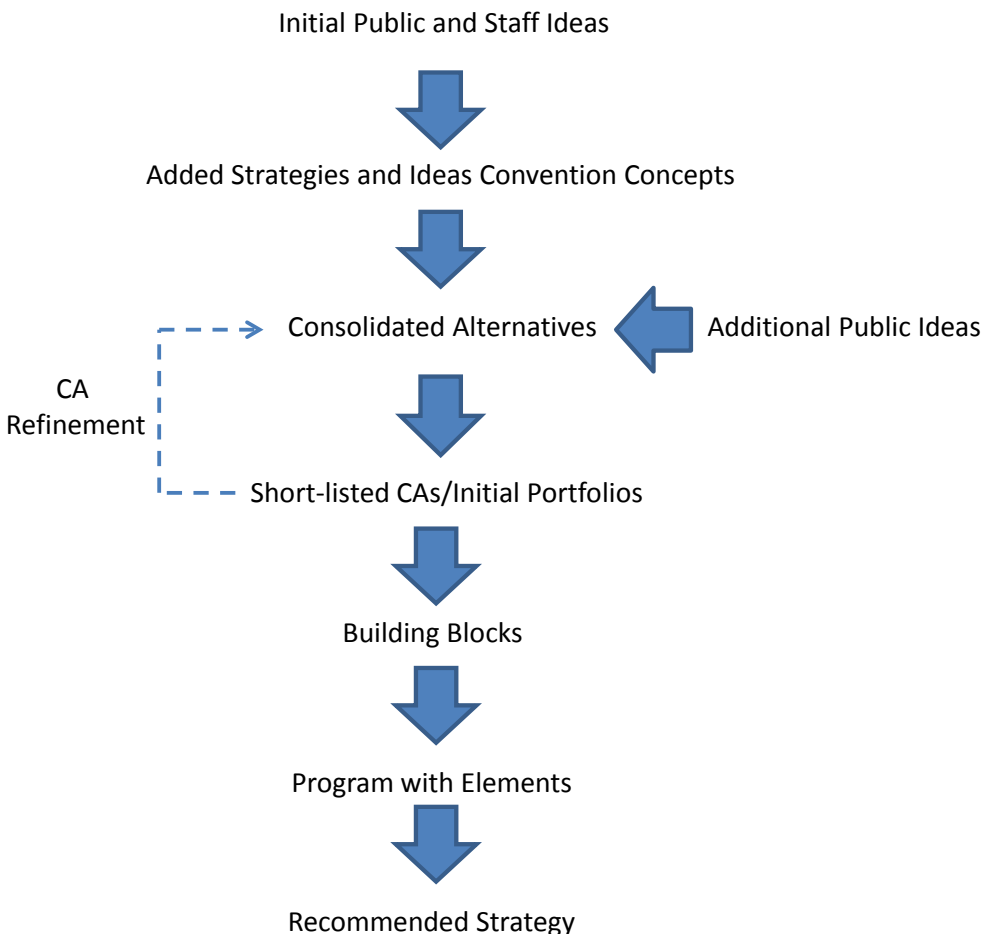 Initial Public and Staff Ideas
Added Strategies and Ideas Convention Concepts
Consolidated Alternatives
Additional Public Ideas
CA
Refinement
Short-listed CAs/Initial Portfolios
Building Blocks
Program with Elements
Recommended Strategy